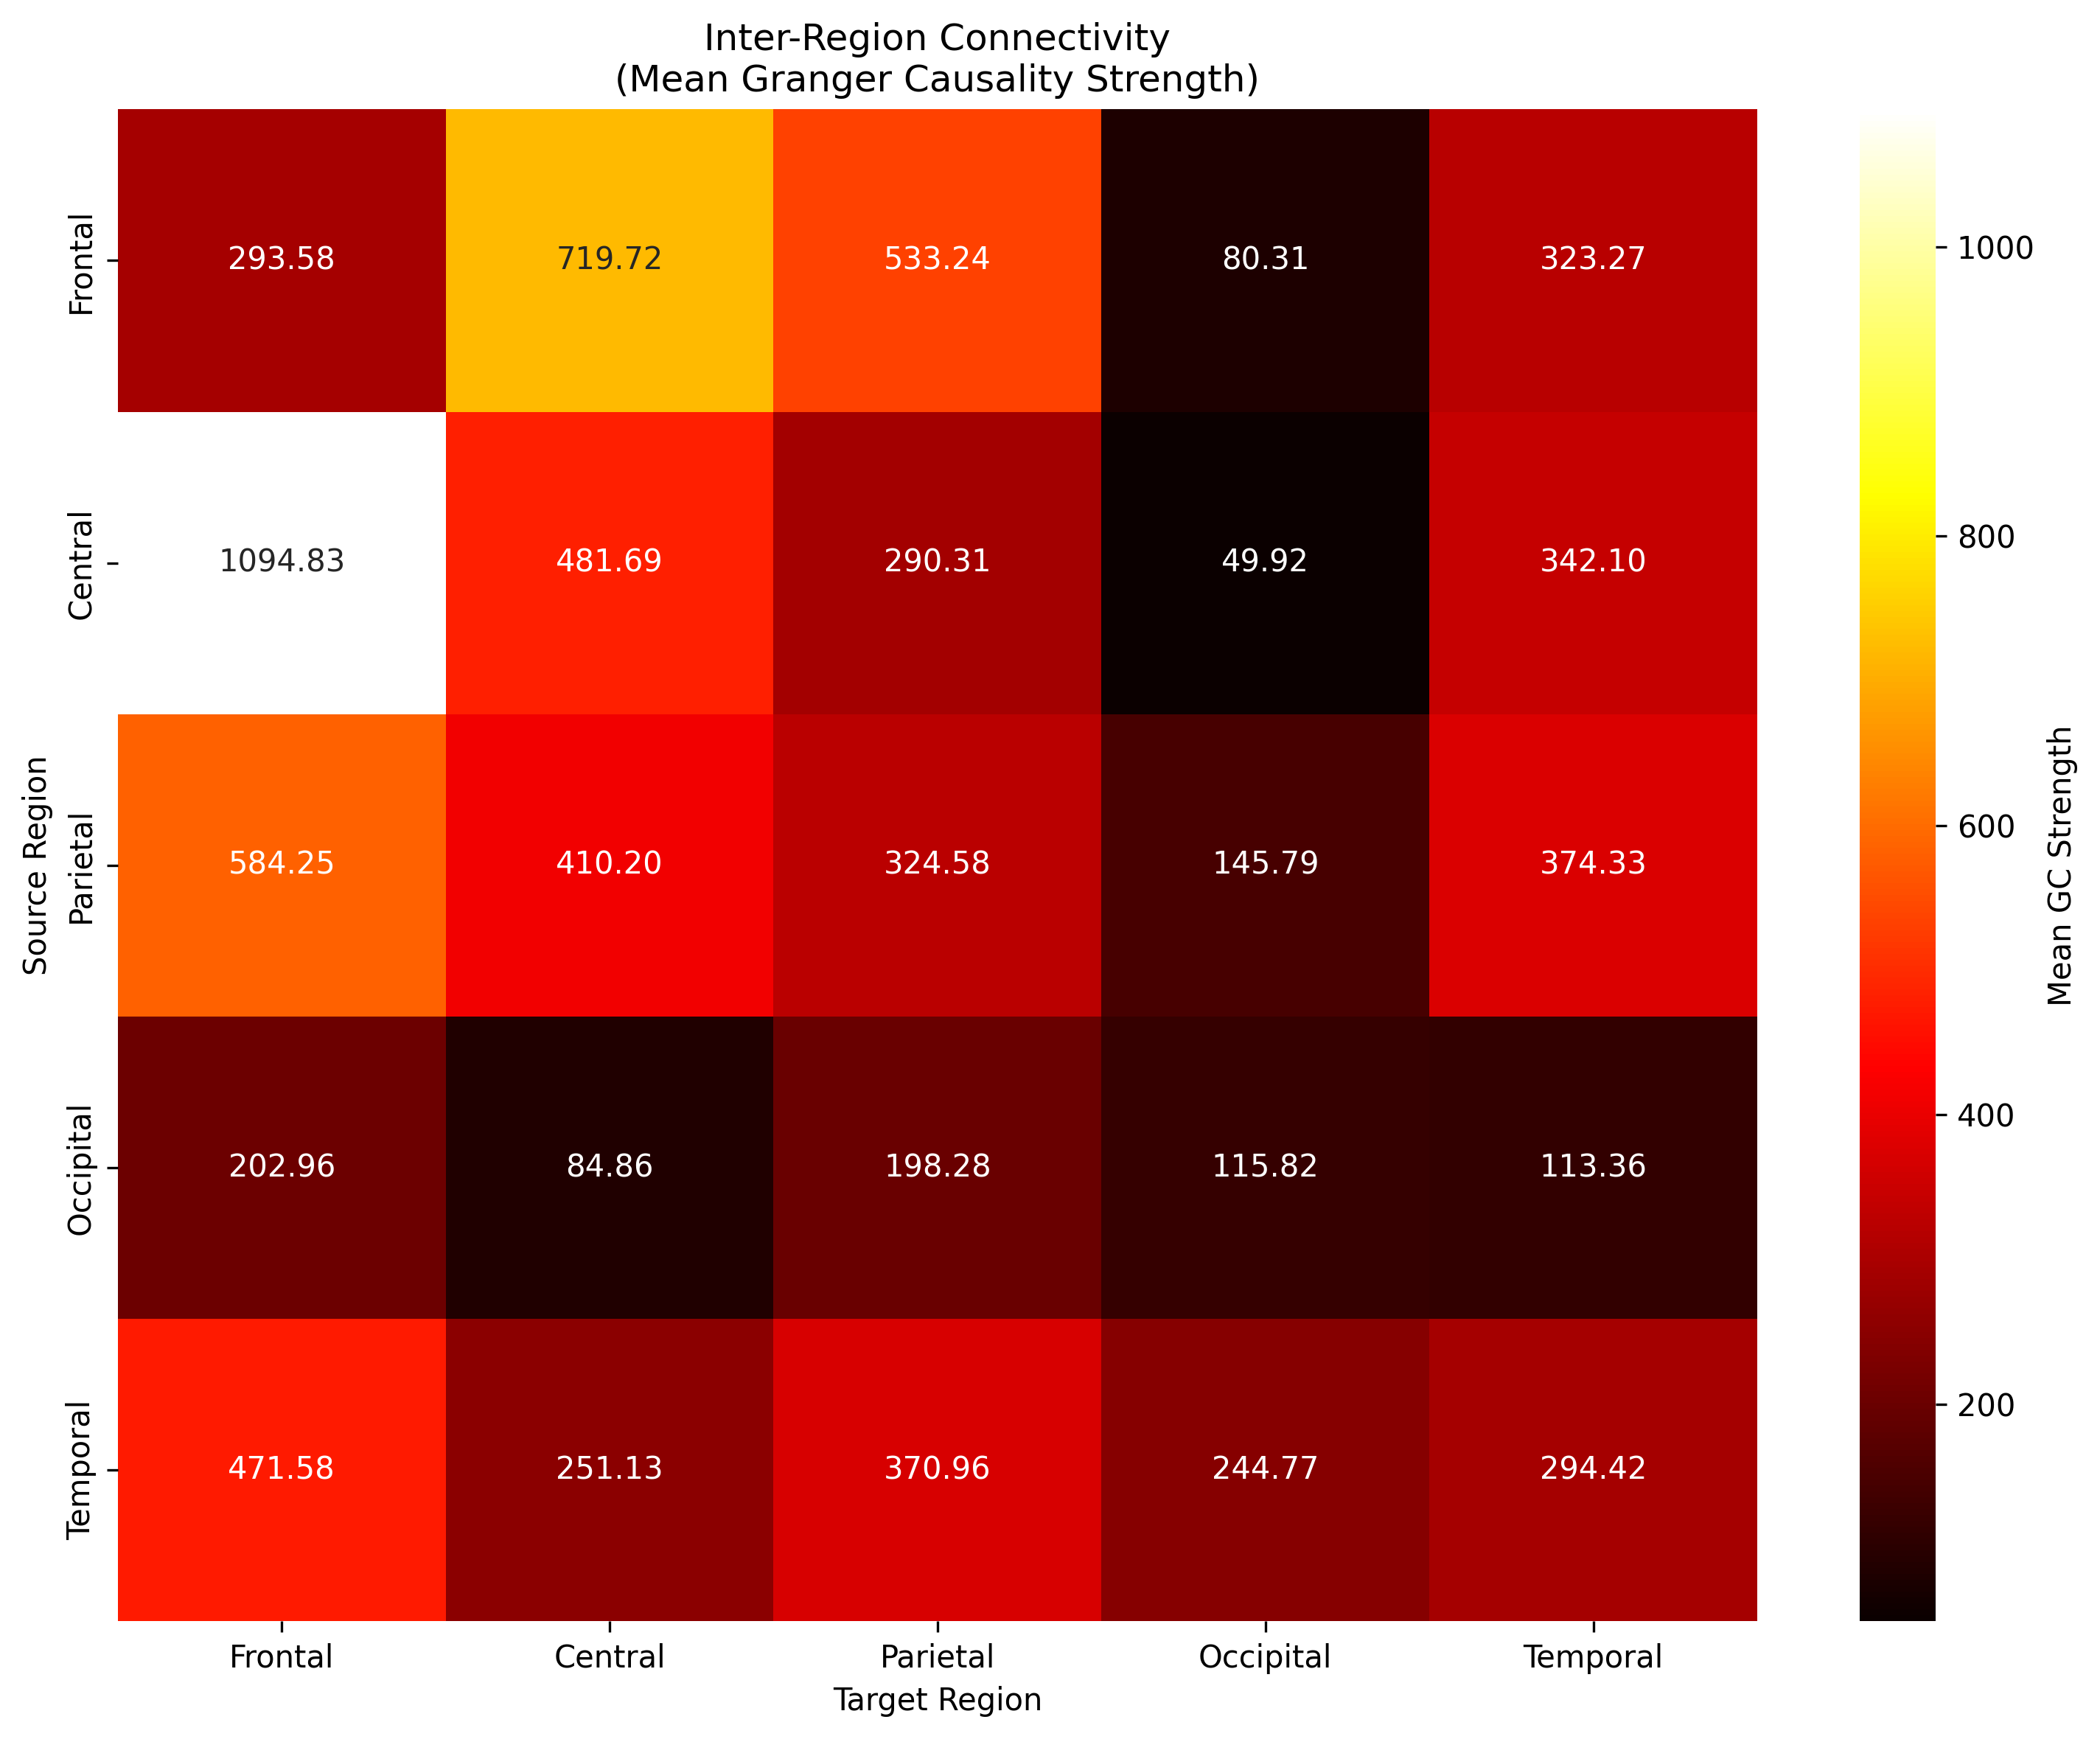 Inter-Region Connectivity
(Mean Granger Causality Strength)
Source Region
Frontal
293.58 719.72 533.24 80.31 323.27
Central
1094.83 481.69 290.31 49.92 342.10
Parietal
584.25 410.20 324.58 145.79 374.33
Occipital
202.96 84.86 198.28 115.82 113.36
Temporal
471.58 251.13 370.96 244.77 294.42
Frontal Central Parietal Occipital Temporal
Target Region
1000
800
600
400
200
Mean GC Strength